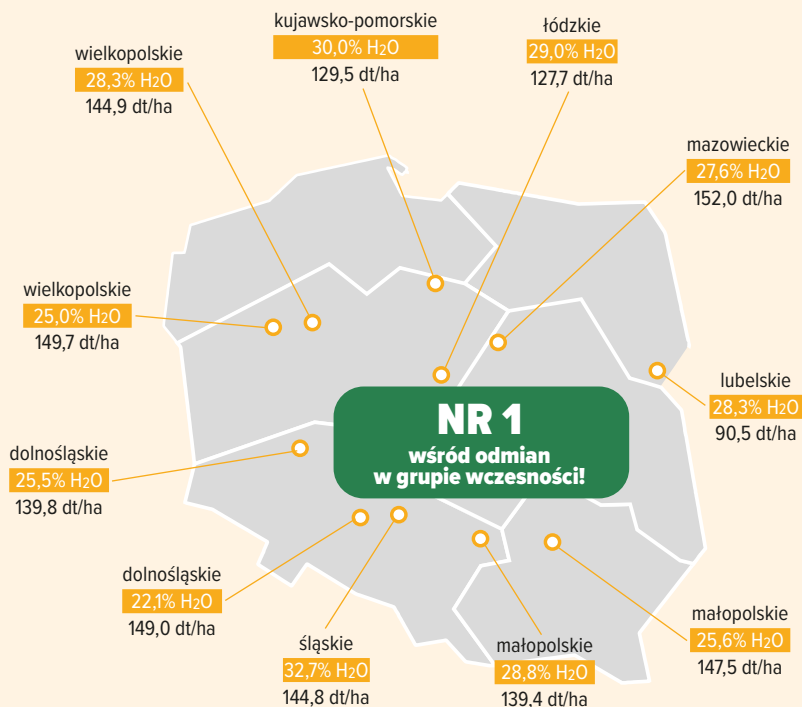 kujawsko-pomorskie
30,0% H2O
129,5 dt/ha
łódzkie
29,0% H2O
127,7 dt/ha
wielkopolskie
28,3% H2O
144,9 dt/ha
mazowieckie
27,6% H2O
152,0 dt/ha
wielkopolskie
25,0% H2O
149,7 dt/ha
lubelskie
28,3% H2O
90,5 dt/ha
NR 1
wśród odmian
w grupie wczesności!
dolnośląskie
25,5% H2O
139,8 dt/ha
dolnośląskie
22,1% H2O
149,0 dt/ha
śląskie
32,7% H2O
144,8 dt/ha
małopolskie
28,8% H2O
139,4 dt/ha
małopolskie
25,6% H2O
147,5 dt/ha